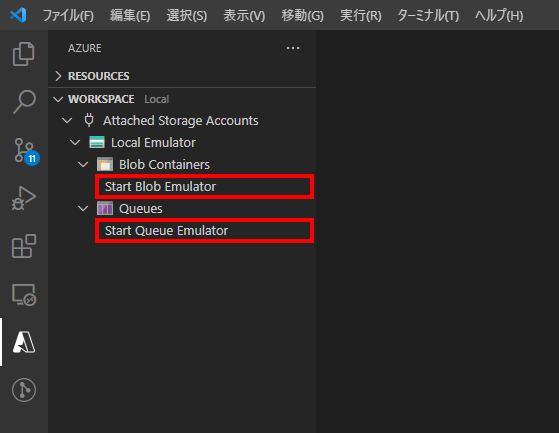 ファイル(F) 編集(E) 選択(S) 表示(V) 移動(G) 実行(R) ターミナル(T) ヘルプ(H)
AZURE ...
RESOURCES
WORKSPACE Local
Attached Storage Accounts
Local Emulator
Blob Containers
Start Blob Emulator
Queues
Start Queue Emulator
11